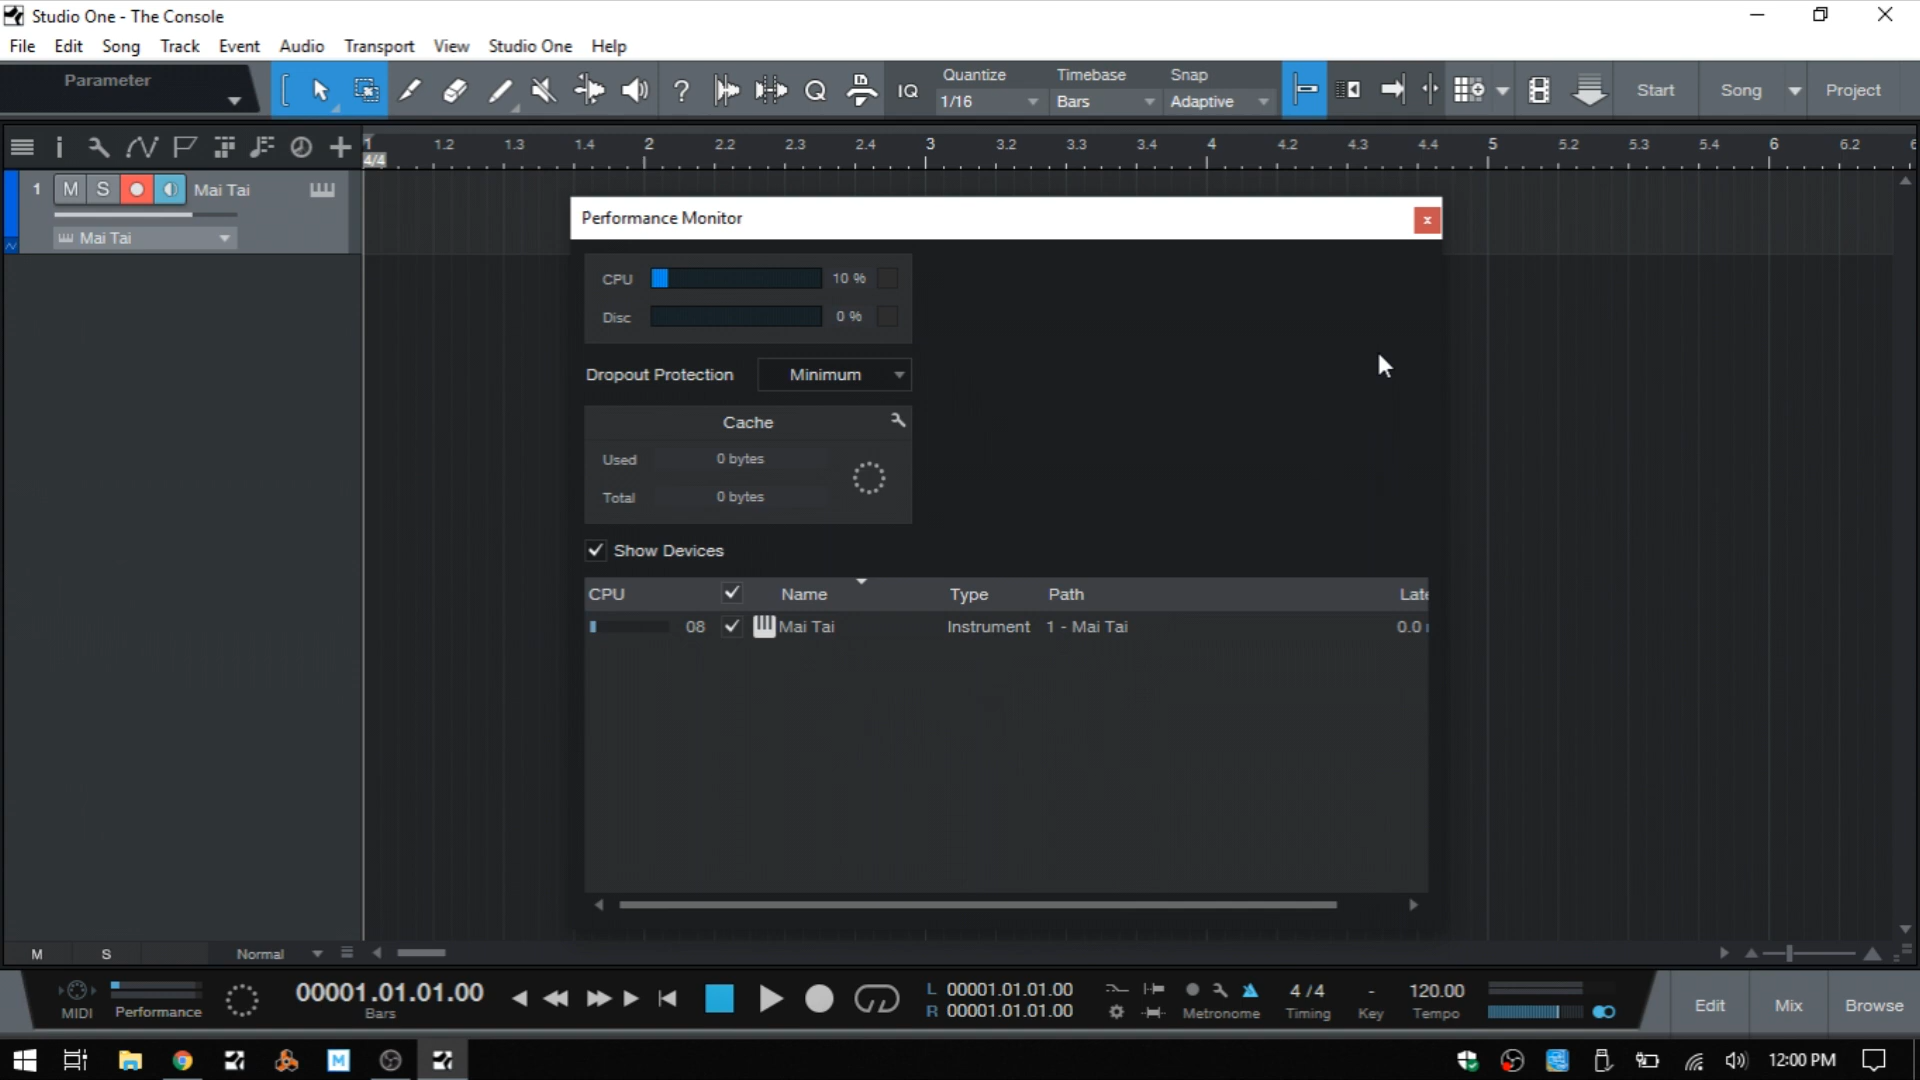 Studio One - The Console
File Edit Song Track Event Audio Transport View Studio One Help
Parameter
? Q IQ
Quantize Timebase Snap
1/16 Bars Adaptive
Start Song Project
1 1.2 1.3 1.4 2 2.2 2.3 2.4 3 3.2 3.3 3.4 4 4.2 4.3 4.4 5 5.2 5.3 5.4 6 6.2
4/4
1 M S Mai Tai
Mai Tai
Performance Monitor
x
CPU 10 %
Disc 0 %
Dropout Protection Minimum
Cache
Used 0 bytes
Total 0 bytes
Show Devices
CPU Name Type Path Late
08 Mai Tai Instrument 1 - Mai Tai 0.0
M S Normal
MIDI Performance
00001.01.01.00
Bars
L 00001.01.01.00
R 00001.01.01.00
Metronome
4 / 4
Timing
-
Key
120.00
Tempo
Edit Mix Browse
M
12:00 PM